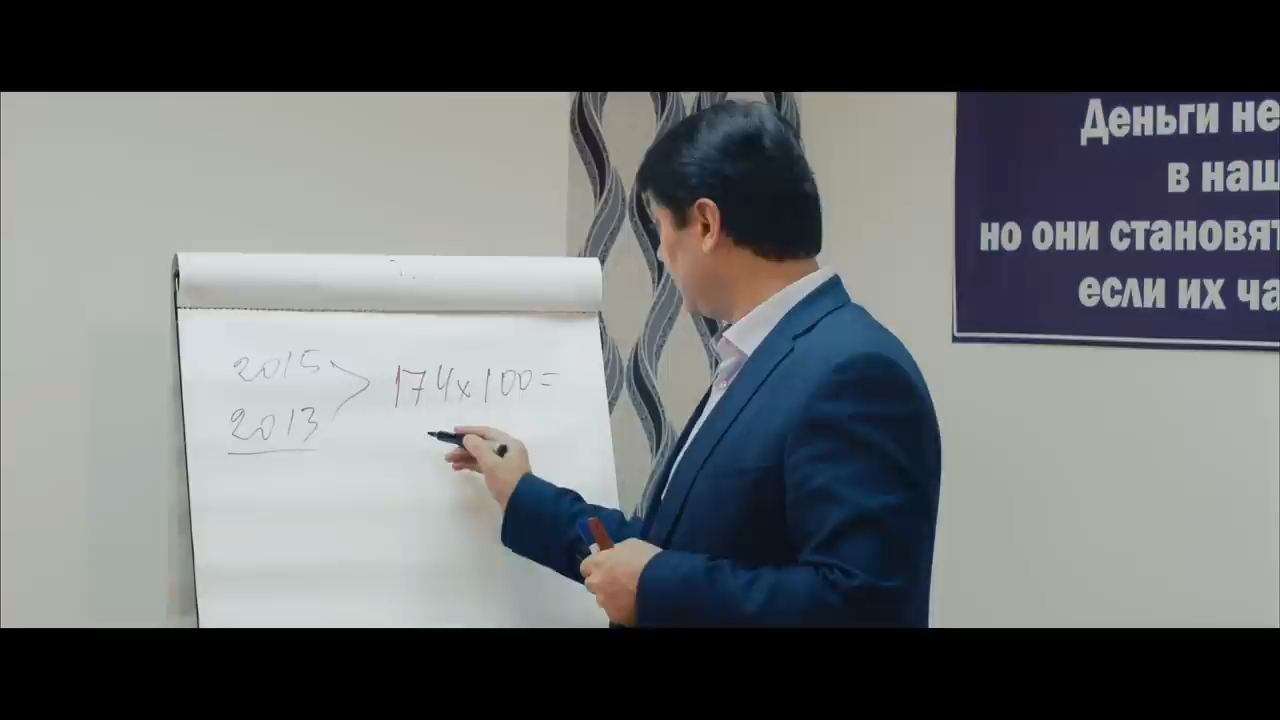 2015
2013
174x100=
Деньги не
в наш
но они становят
если их ча